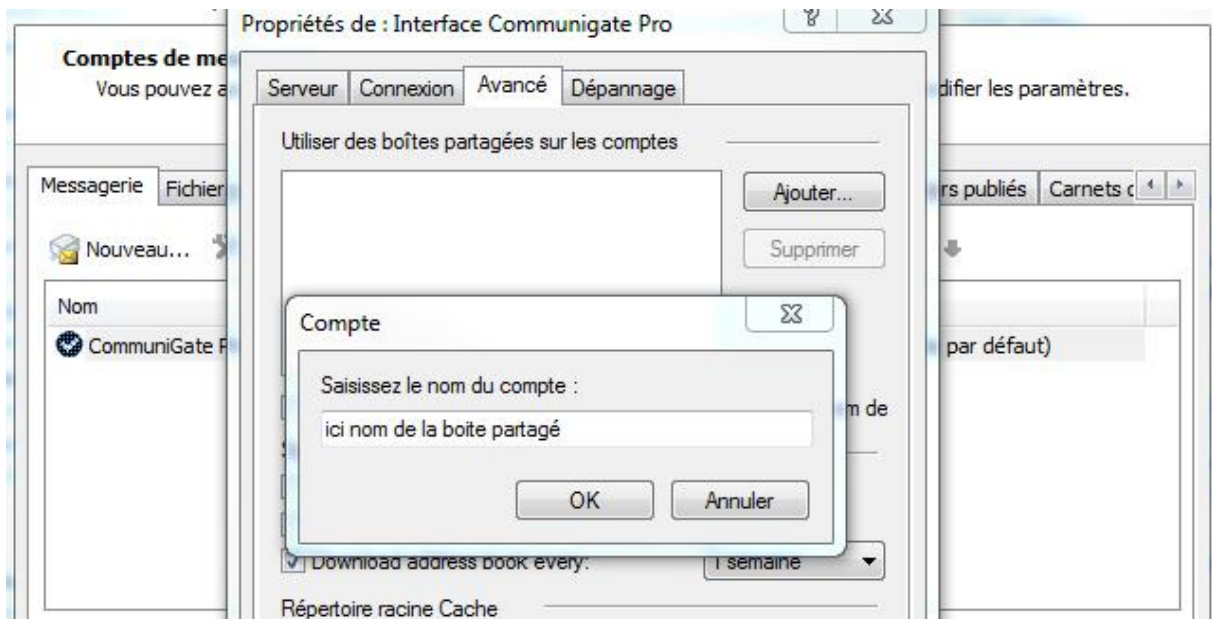 Propriétés de : Interface Communigate Pro
Comptes de me
Vous pouvez a
difier les paramètres.
Serveur Connexion Avancé Dépannage
Utiliser des boîtes partagées sur les comptes
Messagerie Fichier
rs publiés Carnets
Ajouter...
Nouveau...
Supprimer
Nom
CommuniGate P
par défaut)
Compte
Saisissez le nom du compte :
m de
ici nom de la boite partagé
OK Annuler
Download address book every: 1 semaine
Répertoire racine Cache